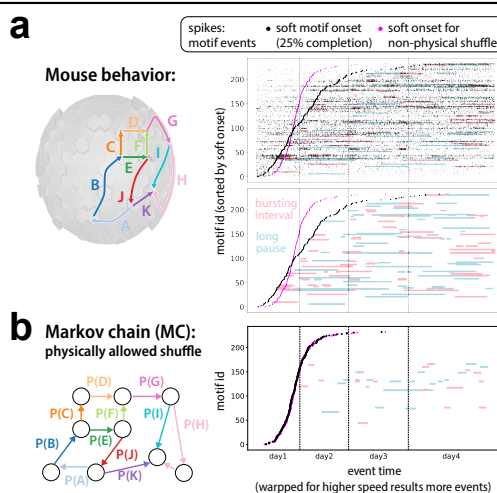 a
spikes:
motif events
soft motif onset
(25% completion)
soft onset for
non-physical shuffle
Mouse behavior:
A
B
C
D
E
F
G
H
I
J
K
motif id (sorted by soft onset)
200
150
100
50
0
200
150
100
50
0
bursting
interval
long
pause
b
Markov chain (MC):
physically allowed shuffle
P(D)
P(G)
P(C)
P(F)
P(I)
P(H)
P(B)
P(E)
P(J)
P(A)
P(K)
motif id
200
150
100
50
0
day1
day2
day3
day4
event time
(warpped for higher speed results more events)